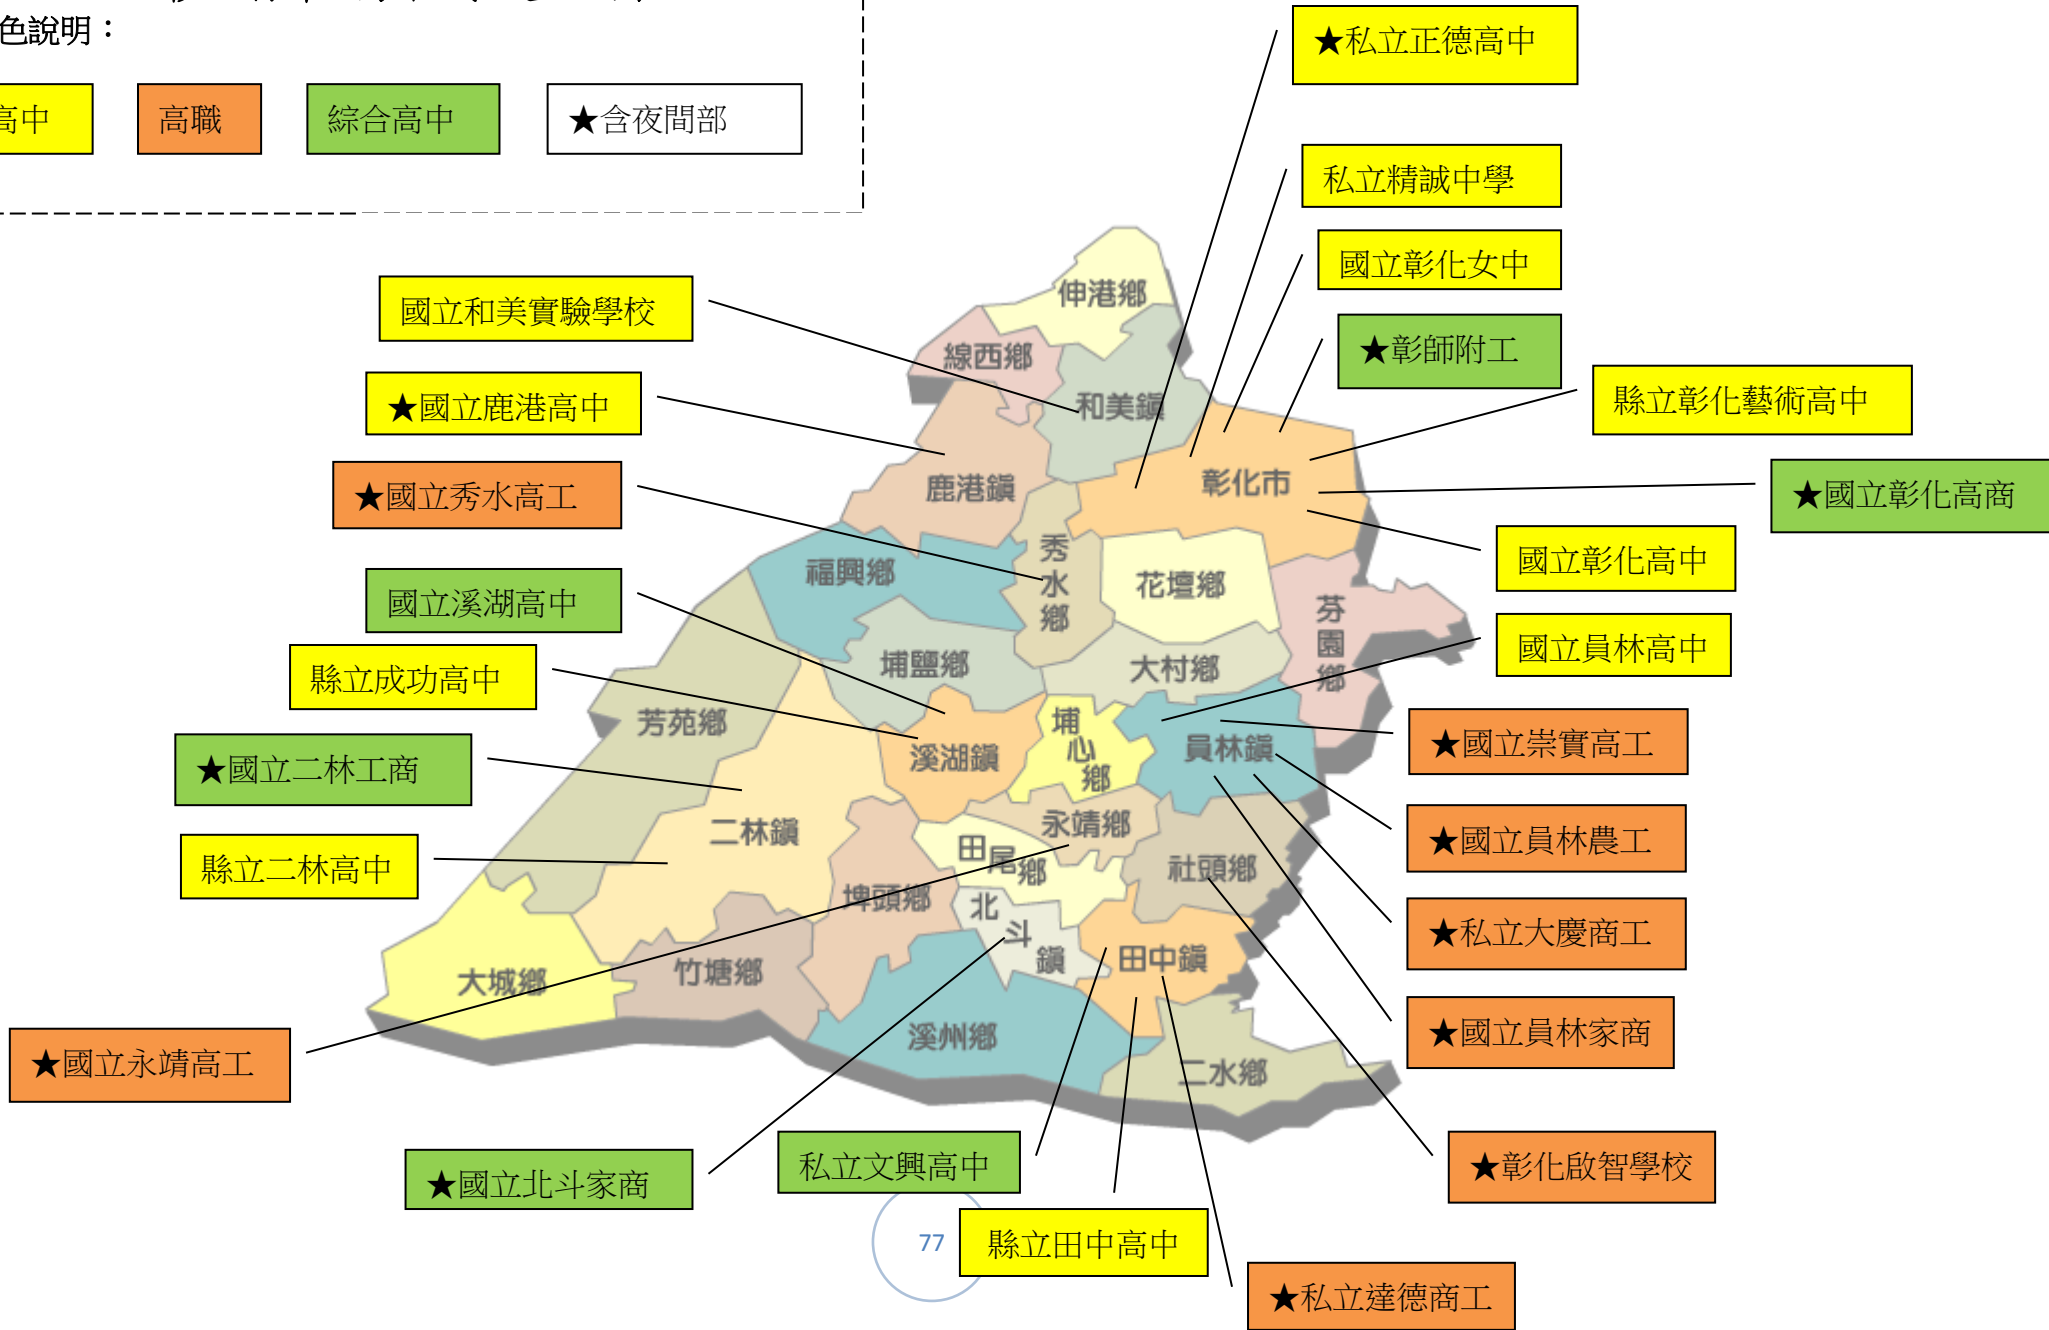 色說明：
高中
高職
綜合高中
★含夜間部
★私立正德高中
私立精誠中學
國立彰化女中
★彰師附工
縣立彰化藝術高中
★國立彰化高商
國立彰化高中
國立員林高中
★國立崇實高工
★國立員林農工
★私立大慶商工
★國立員林家商
★彰化啟智學校
國立和美實驗學校
★國立鹿港高中
★國立秀水高工
國立溪湖高中
縣立成功高中
★國立二林工商
縣立二林高中
★國立永靖高工
★國立北斗家商
私立文興高中
縣立田中高中
★私立達德商工
伸港鄉
線西鄉
和美鎮
鹿港鎮
彰化市
福興鄉
秀水鄉
花壇鄉
芬園鄉
埔鹽鄉
大村鄉
芳苑鄉
溪湖鎮
埔心鄉
員林鎮
二林鎮
永靖鄉
田尾鄉
社頭鄉
埤頭鄉
北斗鎮
田中鎮
大城鄉
竹塘鄉
溪州鄉
二水鄉
77